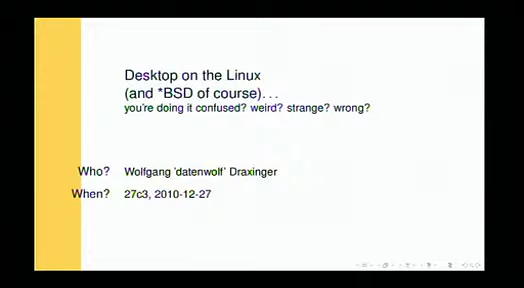 Desktop on the Linux
(and *BSD of course)...
you're doing it confused? weird? strange? wrong?
Who? Wolfgang 'datenwolf' Draxinger
When? 27c3, 2010-12-27